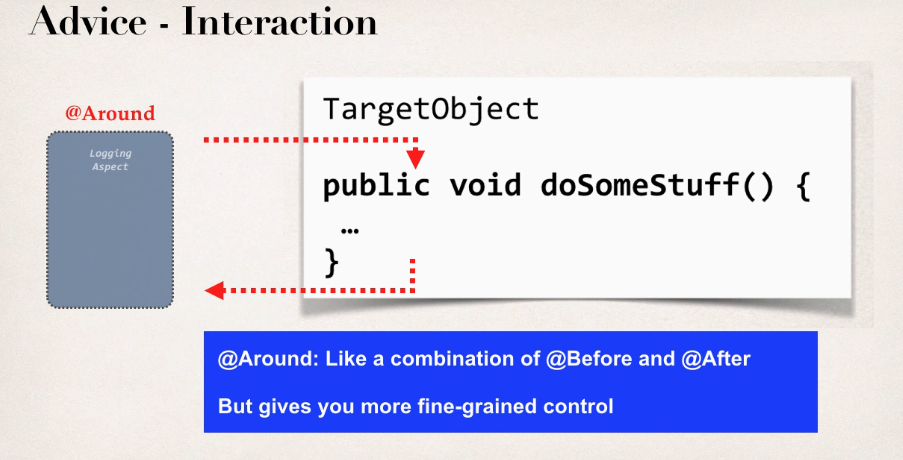 Advice - Interaction
@Around
Logging
Aspect
TargetObject
public void doSomeStuff() {
…
}
@Around: Like a combination of @Before and @After
But gives you more fine-grained control